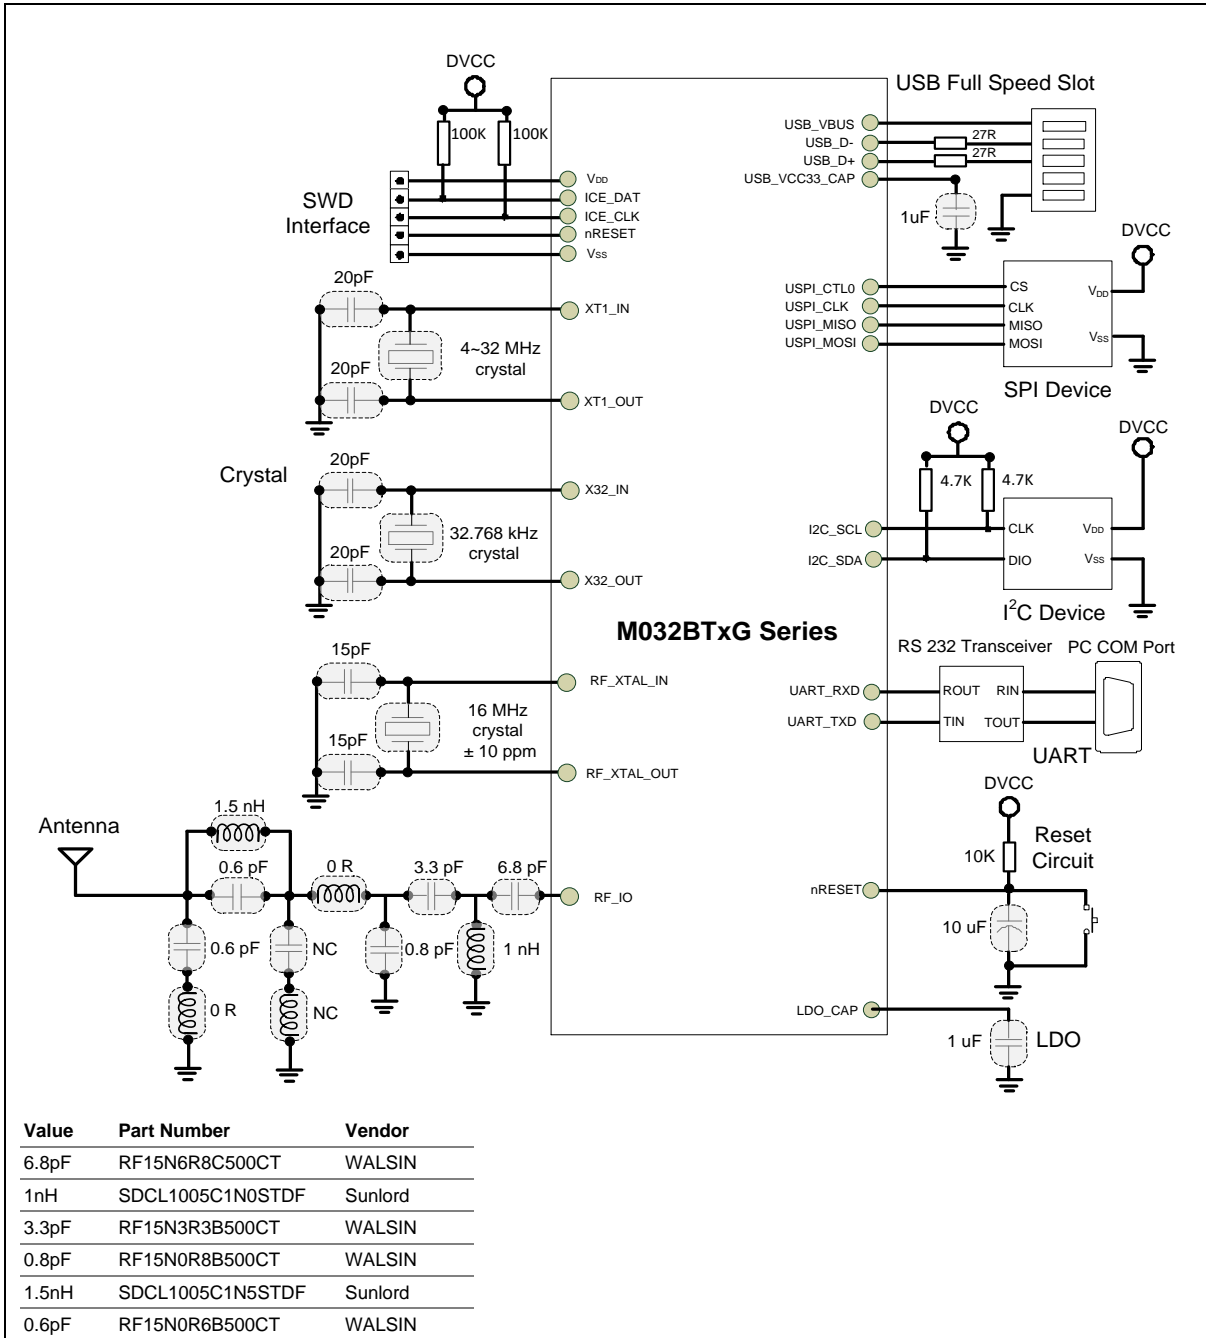 DVCC
100K 100K
SWD
Interface
VDD
ICE_DAT
ICE_CLK
nRESET
Vss
20pF
XT1_IN
4~32 MHz
crystal
20pF
XT1_OUT
Crystal
20pF
X32_IN
32.768 kHz
crystal
20pF
X32_OUT
15pF
RF_XTAL_IN
16 MHz
crystal
± 10 ppm
15pF
RF_XTAL_OUT
Antenna
1.5 nH
0.6 pF
0 R
3.3 pF
6.8 pF
RF_IO
0.6 pF
NC
0.8 pF
1 nH
0 R
NC
M032BTxG Series
USB Full Speed Slot
USB_VBUS
USB_D-
27R
USB_D+
27R
USB_VCC33_CAP
1uF
DVCC
USPI_CTL0
USPI_CLK
USPI_MISO
USPI_MOSI
CS
CLK
MISO
MOSI
VDD
Vss
SPI Device
DVCC
DVCC
4.7K 4.7K
I2C_SCL
I2C_SDA
CLK
DIO
VDD
Vss
I²C Device
RS 232 Transceiver
PC COM Port
UART_RXD
UART_TXD
ROUT RIN
TIN TOUT
UART
DVCC
10K
Reset
Circuit
nRESET
10 uF
LDO_CAP
1 uF
LDO
Value Part Number Vendor
6.8pF RF15N6R8C500CT WALSIN
1nH SDCL1005C1N0STDF Sunlord
3.3pF RF15N3R3B500CT WALSIN
0.8pF RF15N0R8B500CT WALSIN
1.5nH SDCL1005C1N5STDF Sunlord
0.6pF RF15N0R6B500CT WALSIN